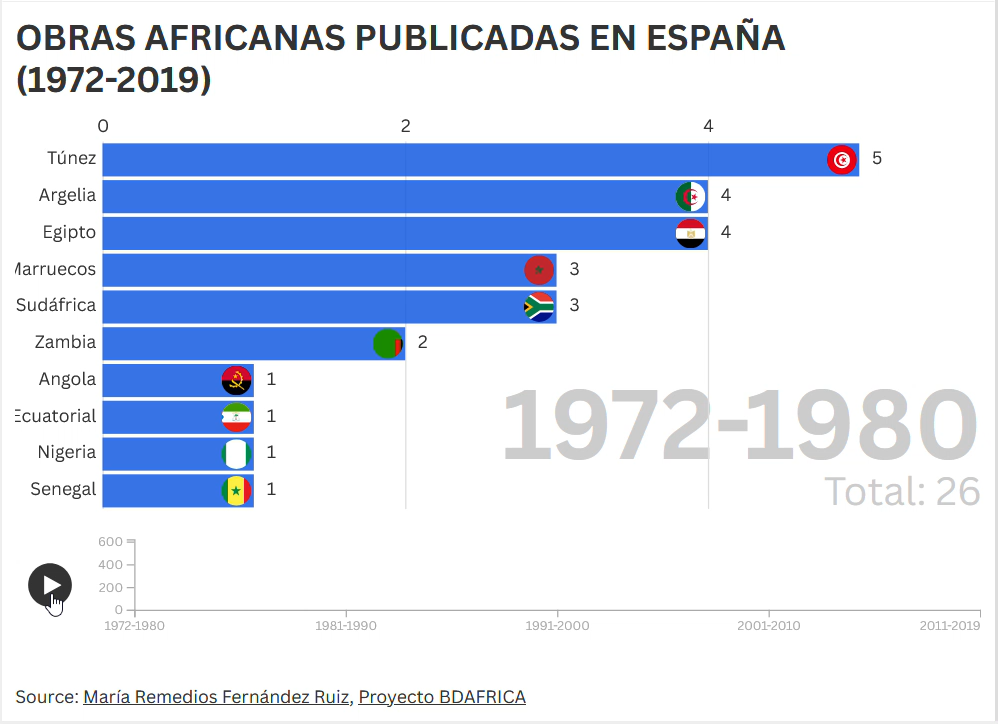 OBRAS AFRICANAS PUBLICADAS EN ESPAÑA
(1972-2019)
0 2 4
Túnez 5
Argelia 4
Egipto 4
Marruecos 3
Sudáfrica 3
Zambia 2
Angola 1
Ecuatorial 1
Nigeria 1
Senegal 1
1972-1980
Total: 26
600
400
200
0
1972-1980 1981-1990 1991-2000 2001-2010 2011-2019
Source: María Remedios Fernández Ruiz, Proyecto BDAFRICA